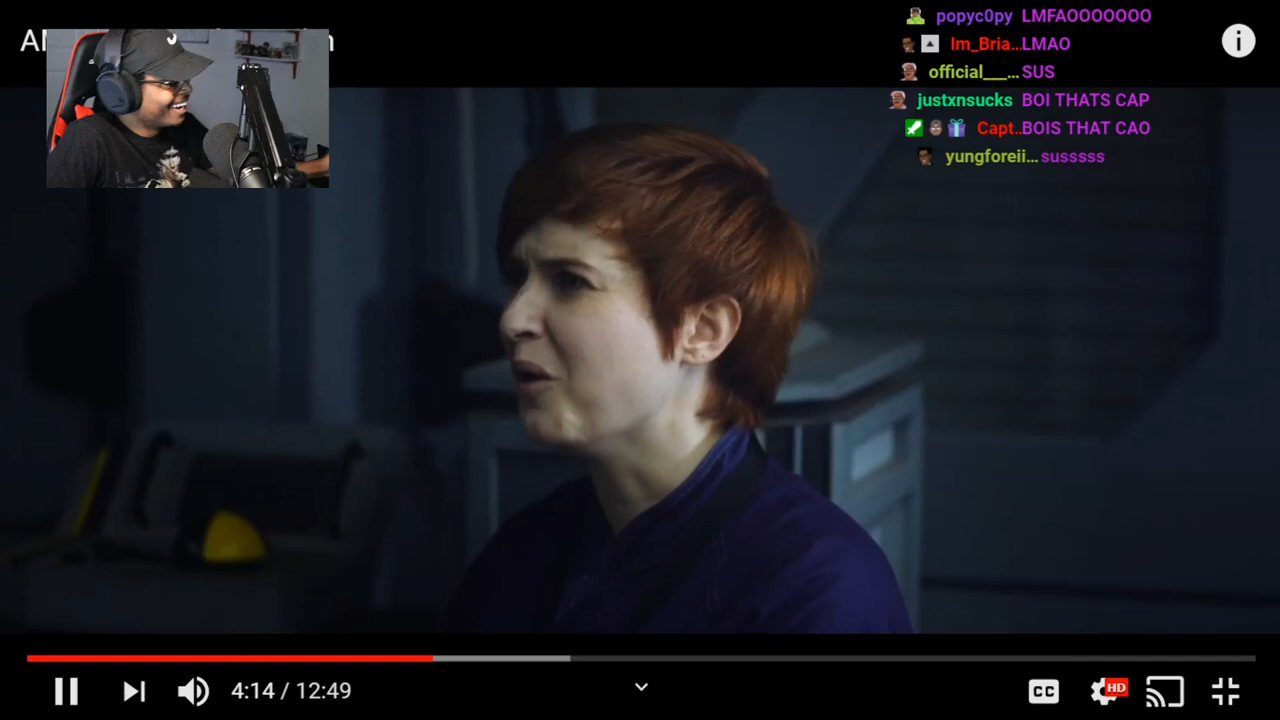 popyc0py LMFAOOOOOOO
Im_Bria... LMAO
official___... SUS
justxnsucks BOI THATS CAP
Capt.. BOIS THAT CAO
yungforeii... susssss
4:14 / 12:49
CC
HD